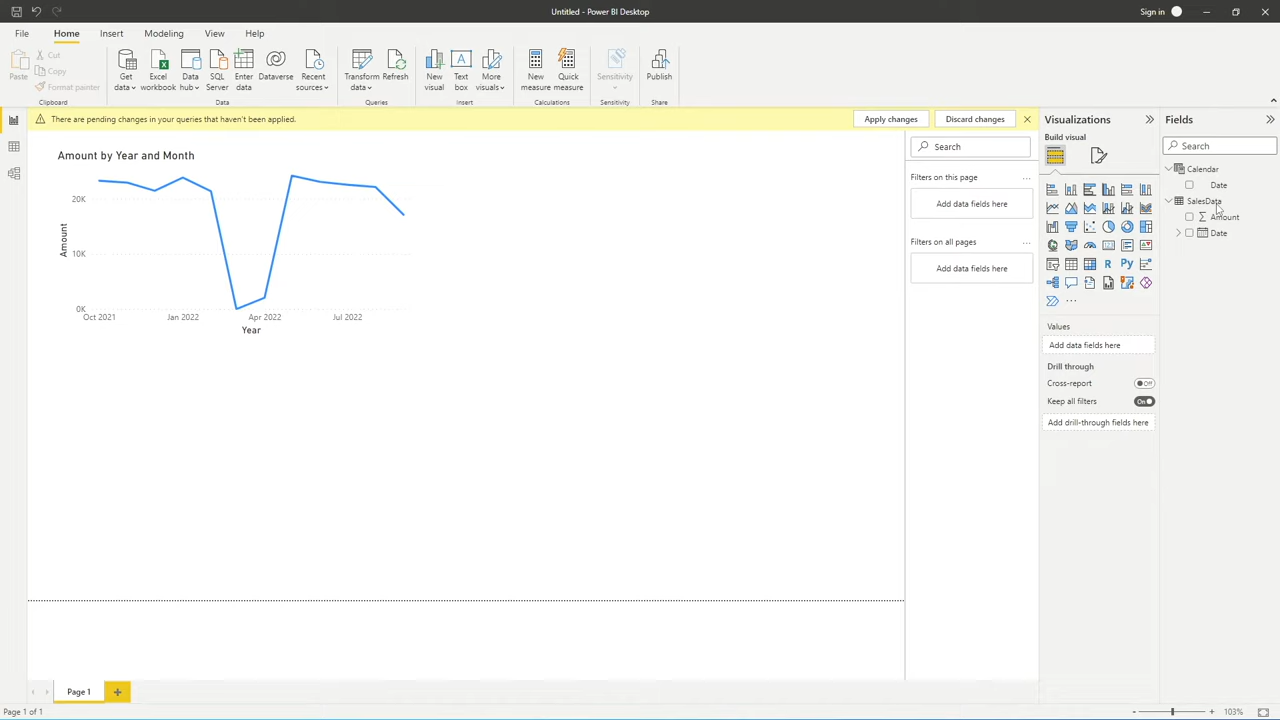 Untitled - Power BI Desktop
Sign in
File
Home
Insert
Modeling
View
Help
Paste
Cut
Copy
Format painter
Clipboard
Get data
Excel workbook
Data hub
SQL Server
Enter data
Dataverse
Recent sources
Data
Transform data
Refresh
Queries
New visual
Text box
More visuals
Insert
New measure
Quick measure
Calculations
Sensitivity
Sensitivity
Publish
Share
There are pending changes in your queries that haven't been applied.
Apply changes
Discard changes
Amount by Year and Month
20K
10K
0K
Amount
Oct 2021
Jan 2022
Apr 2022
Jul 2022
Year
Search
Filters on this page
Add data fields here
Filters on all pages
Add data fields here
Visualizations
Build visual
R
Py
Values
Add data fields here
Drill through
Cross-report
Off
Keep all filters
On
Add drill-through fields here
Fields
Search
Calendar
Date
SalesData
Σ Amount
Date
Page 1
Page 1 of 1
103%